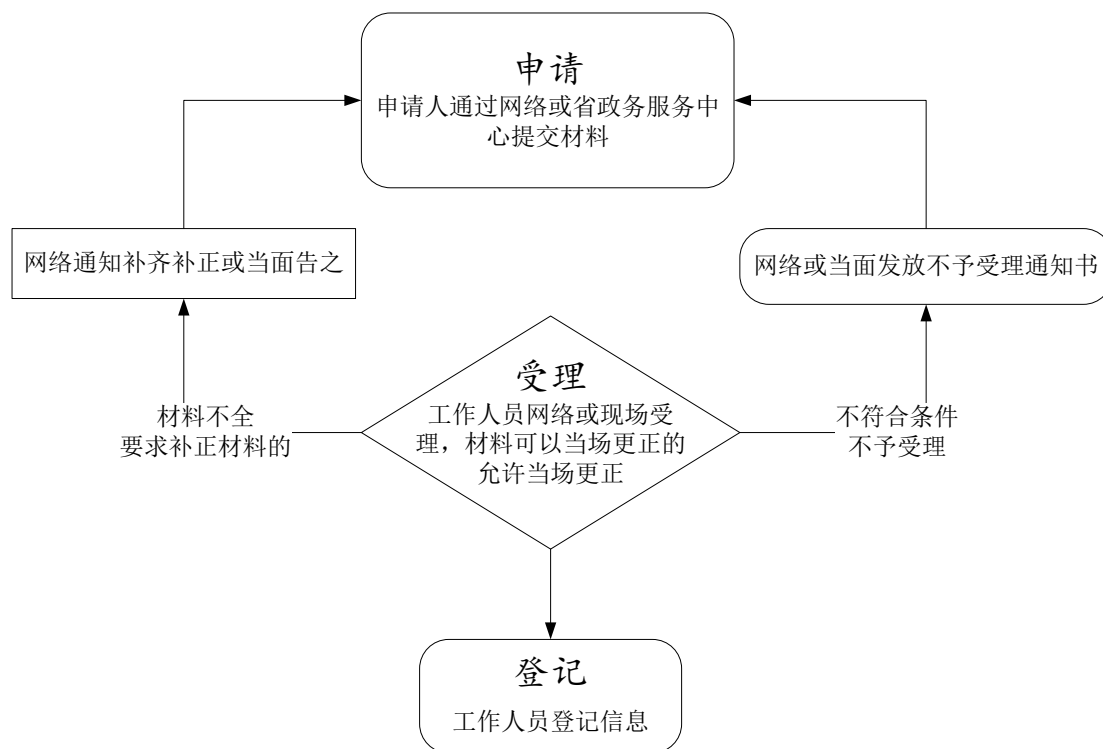 申请
申请人通过网络或省政务服务中
心提交材料
网络通知补齐补正或当面告之
网络或当面发放不予受理通知书
受理
工作人员网络或现场受
理，材料可以当场更正的
允许当场更正
材料不全
要求补正材料的
不符合条件
不予受理
登记
工作人员登记信息